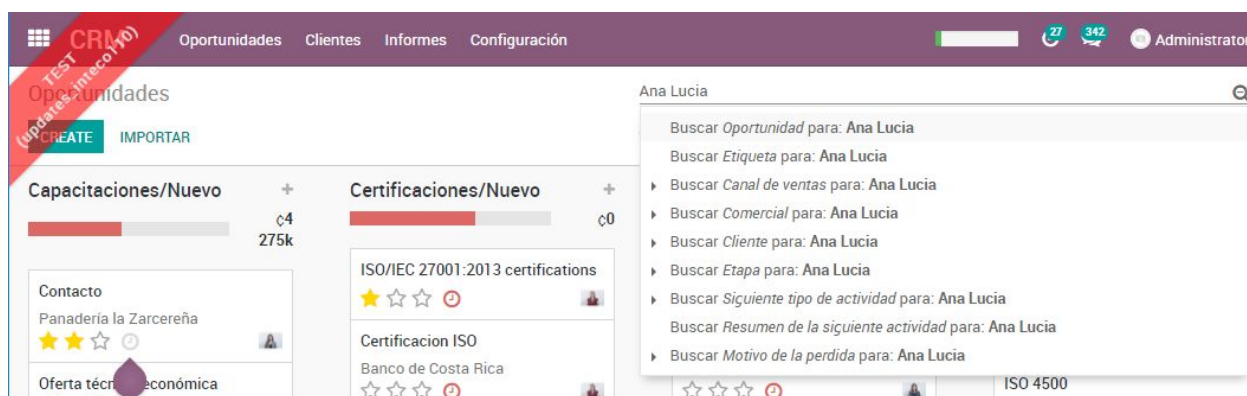 CRM Oportunidades Clientes Informes Configuración 27 342 Administrator
TEST
(updates_inteco110)
Oportunidades
Ana Lucia
CREATE IMPORTAR
Buscar Oportunidad para: Ana Lucia
Buscar Etiqueta para: Ana Lucia
Buscar Canal de ventas para: Ana Lucia
Buscar Comercial para: Ana Lucia
Buscar Cliente para: Ana Lucia
Buscar Etapa para: Ana Lucia
Buscar Siguiente tipo de actividad para: Ana Lucia
Buscar Resumen de la siguiente actividad para: Ana Lucia
Buscar Motivo de la perdida para: Ana Lucia
Capacitaciones/Nuevo +
₡4
275k
Contacto
Panadería la Zarcereña
Oferta económica
Certificaciones/Nuevo +
₡0
ISO/IEC 27001:2013 certifications
Certificacion ISO
Banco de Costa Rica
ISO 4500